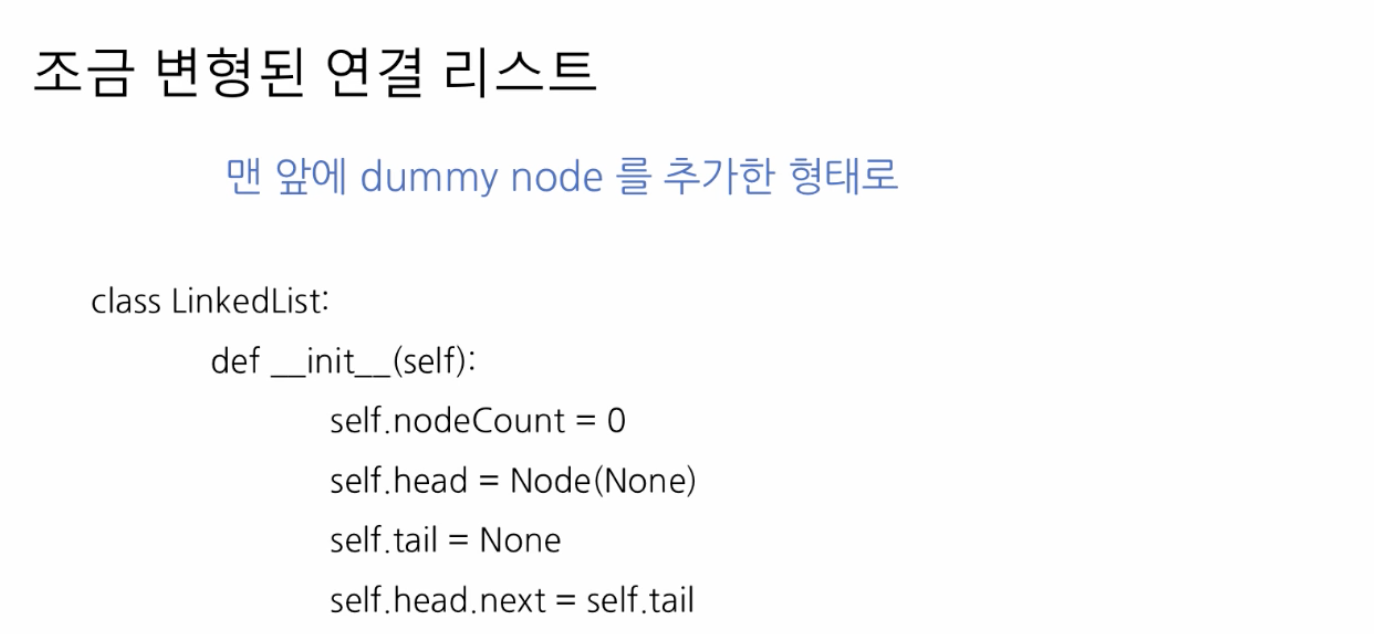 조금 변형된 연결 리스트
맨 앞에 dummy node 를 추가한 형태로
class LinkedList:
def __init__(self):
self.nodeCount = 0
self.head = Node(None)
self.tail = None
self.head.next = self.tail